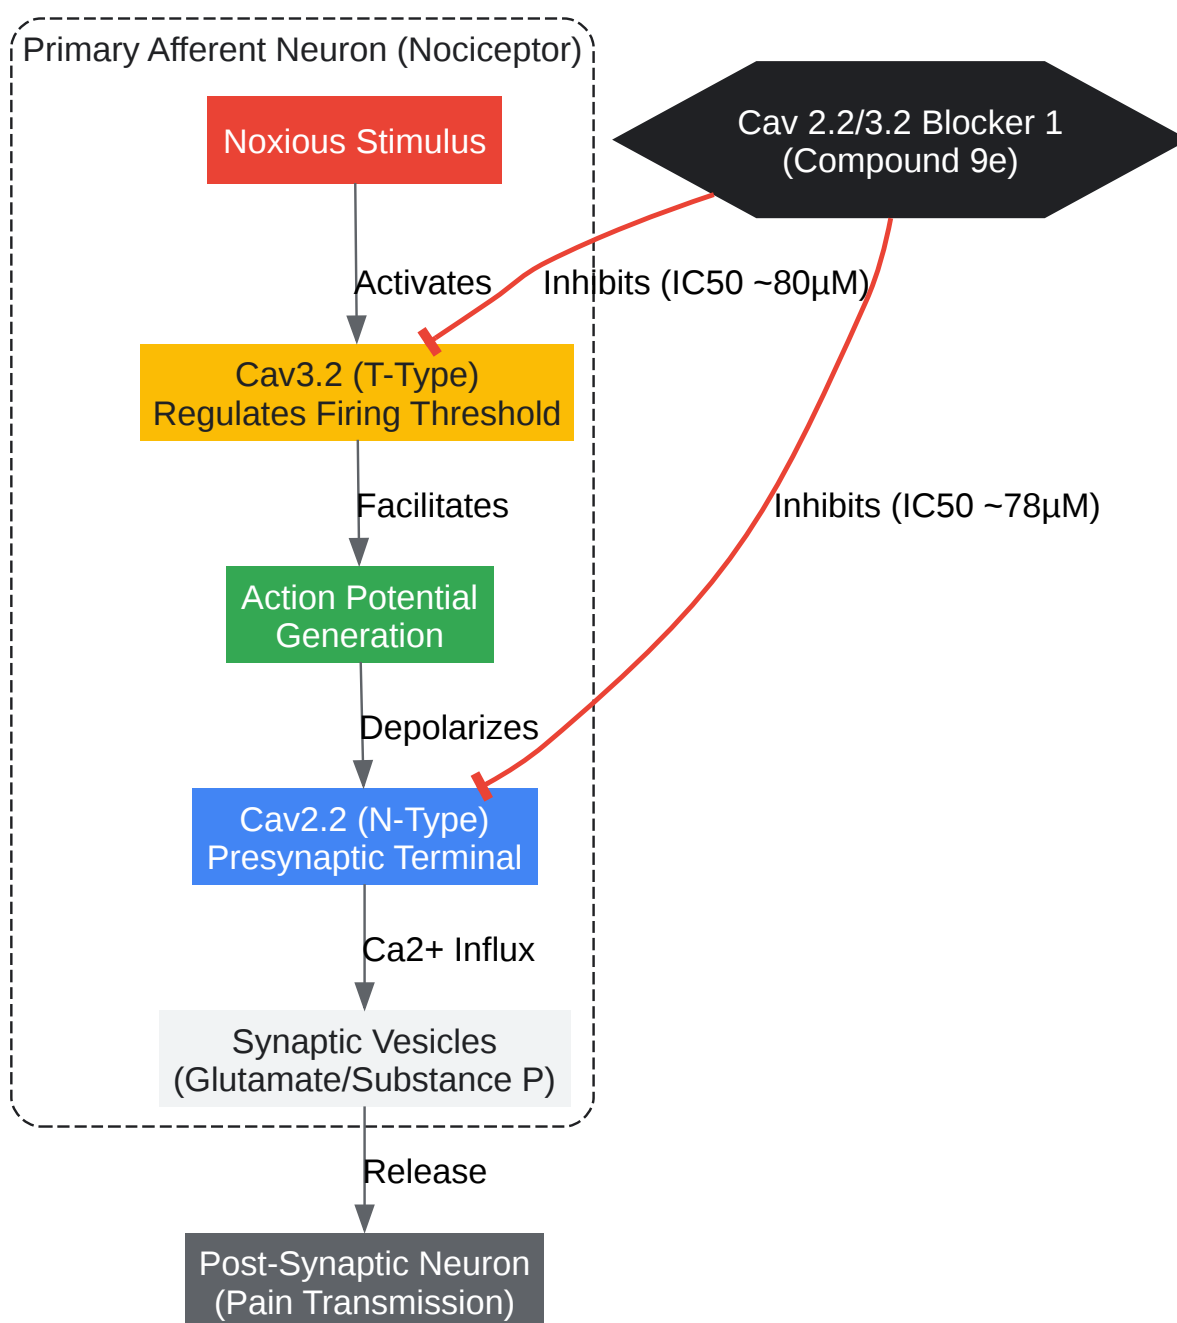 Primary Afferent Neuron (Nociceptor)
Cav 2.2/3.2 Blocker 1
(Compound 9e)
Noxious Stimulus
Activates
Inhibits (IC50 ~80µM)
Cav3.2 (T-Type)
Regulates Firing Threshold
Facilitates
Inhibits (IC50 ~78µM)
Action Potential
Generation
Depolarizes
Cav2.2 (N-Type)
Presynaptic Terminal
Ca2+ Influx
Synaptic Vesicles
(Glutamate/Substance P)
Release
Post-Synaptic Neuron
(Pain Transmission)